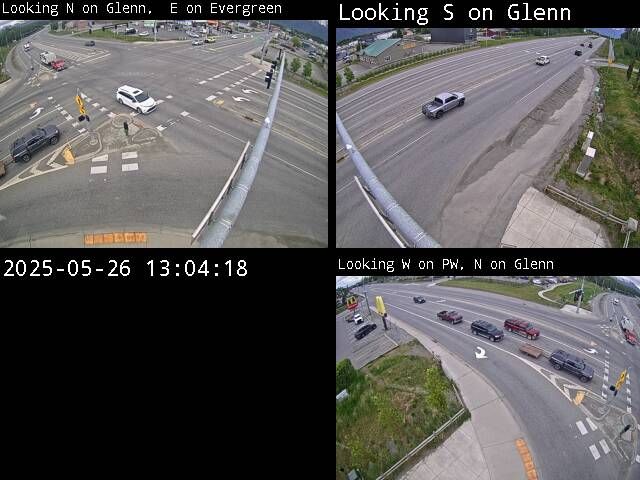 Looking N on Glenn,  E on Evergreen
Looking S on Glenn
2025-05-26 13:04:18
Looking W on PW, N on Glenn